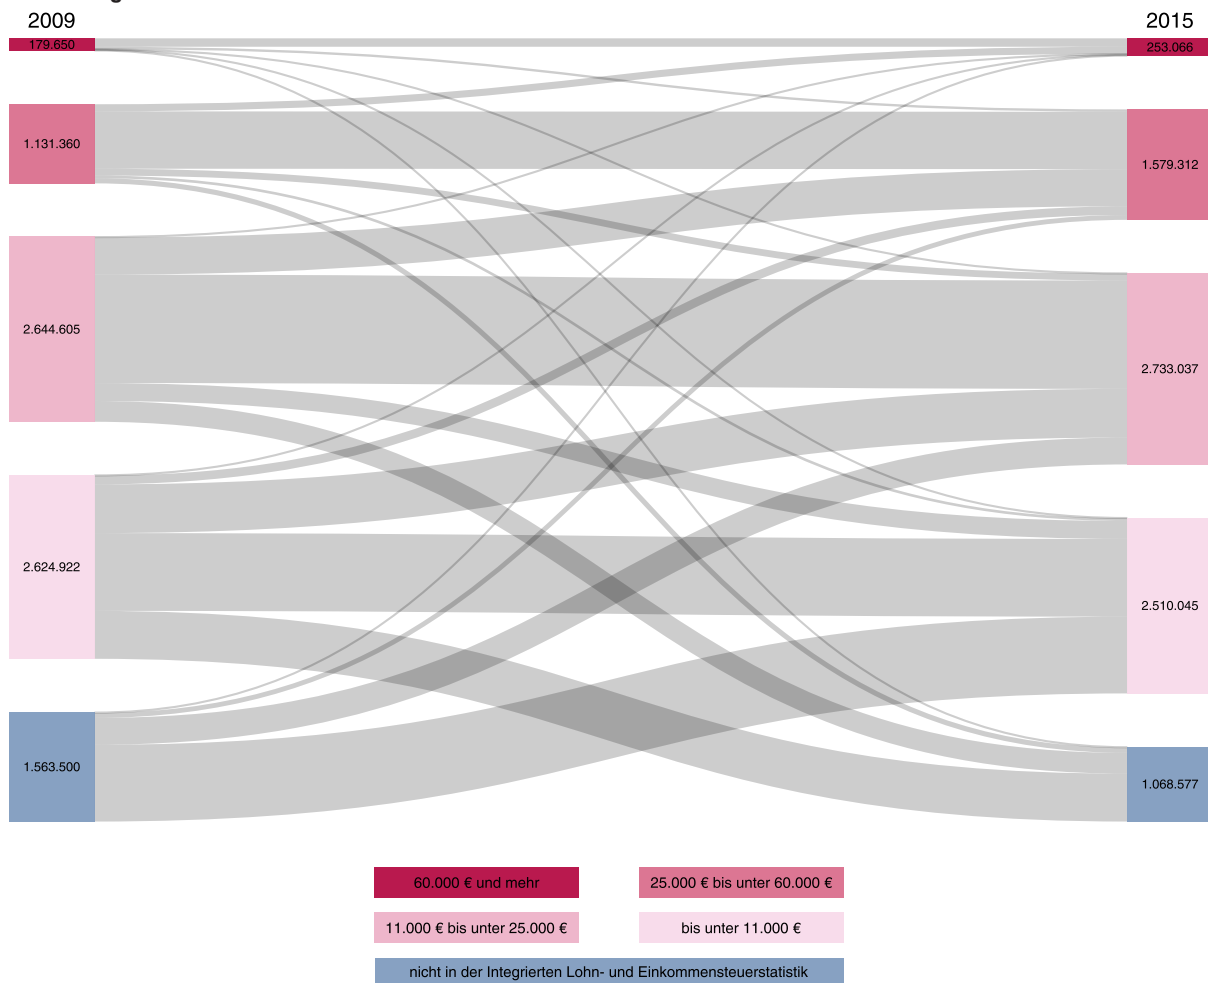 2009
2015
179.650
253.066
1.131.360
1.579.312
2.644.605
2.733.037
2.624.922
2.510.045
1.563.500
1.068.577
60.000 € und mehr
25.000 € bis unter 60.000 €
11.000 € bis unter 25.000 €
bis unter 11.000 €
nicht in der Integrierten Lohn- und Einkommensteuerstatistik